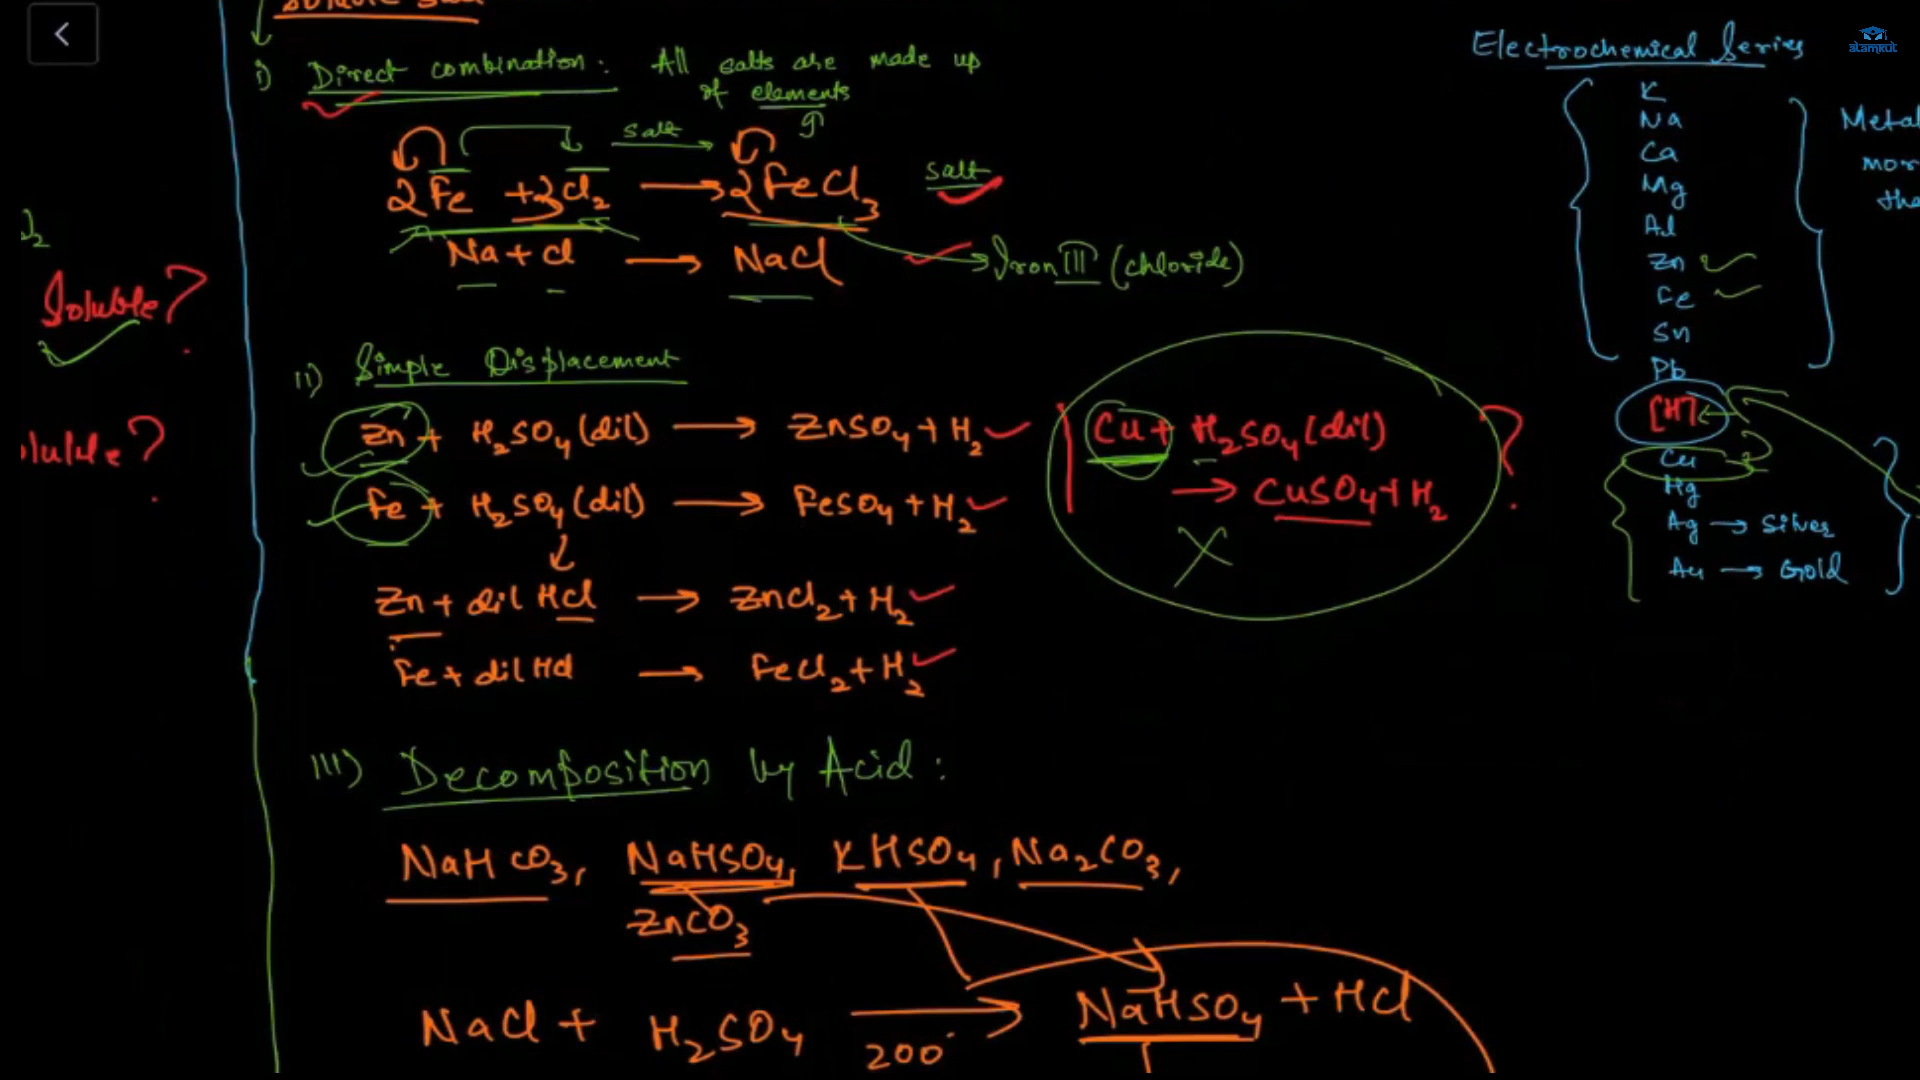 i) Direct combination: All salts are made up
of elements
salt
2Fe + 3Cl2 → 2FeCl3 salt
Na + Cl → NaCl → Iron III (chloride)
Soluble?
ii) Simple Displacement
Zn + H2SO4 (dil) → ZnSO4 + H2
Fe + H2SO4 (dil) → FeSO4 + H2
Zn + dil HCl → ZnCl2 + H2
Fe + dil HCl → FeCl2 + H2
Cu + H2SO4 (dil)
→ CuSO4 + H2 ?
X
III) Decomposition by Acid:
NaHCO3, NaHSO4, KHSO4, Na2CO3,
ZnCO3
NaCl + H2SO4 → NaHSO4 + HCl
200°
Electrochemical Series
alamkut
K
Na
Ca
Mg
Al
Zn
Fe
Sn
Pb
[H]
Cu
Hg
Ag → Silver
Au → Gold
Metal
mor
tha